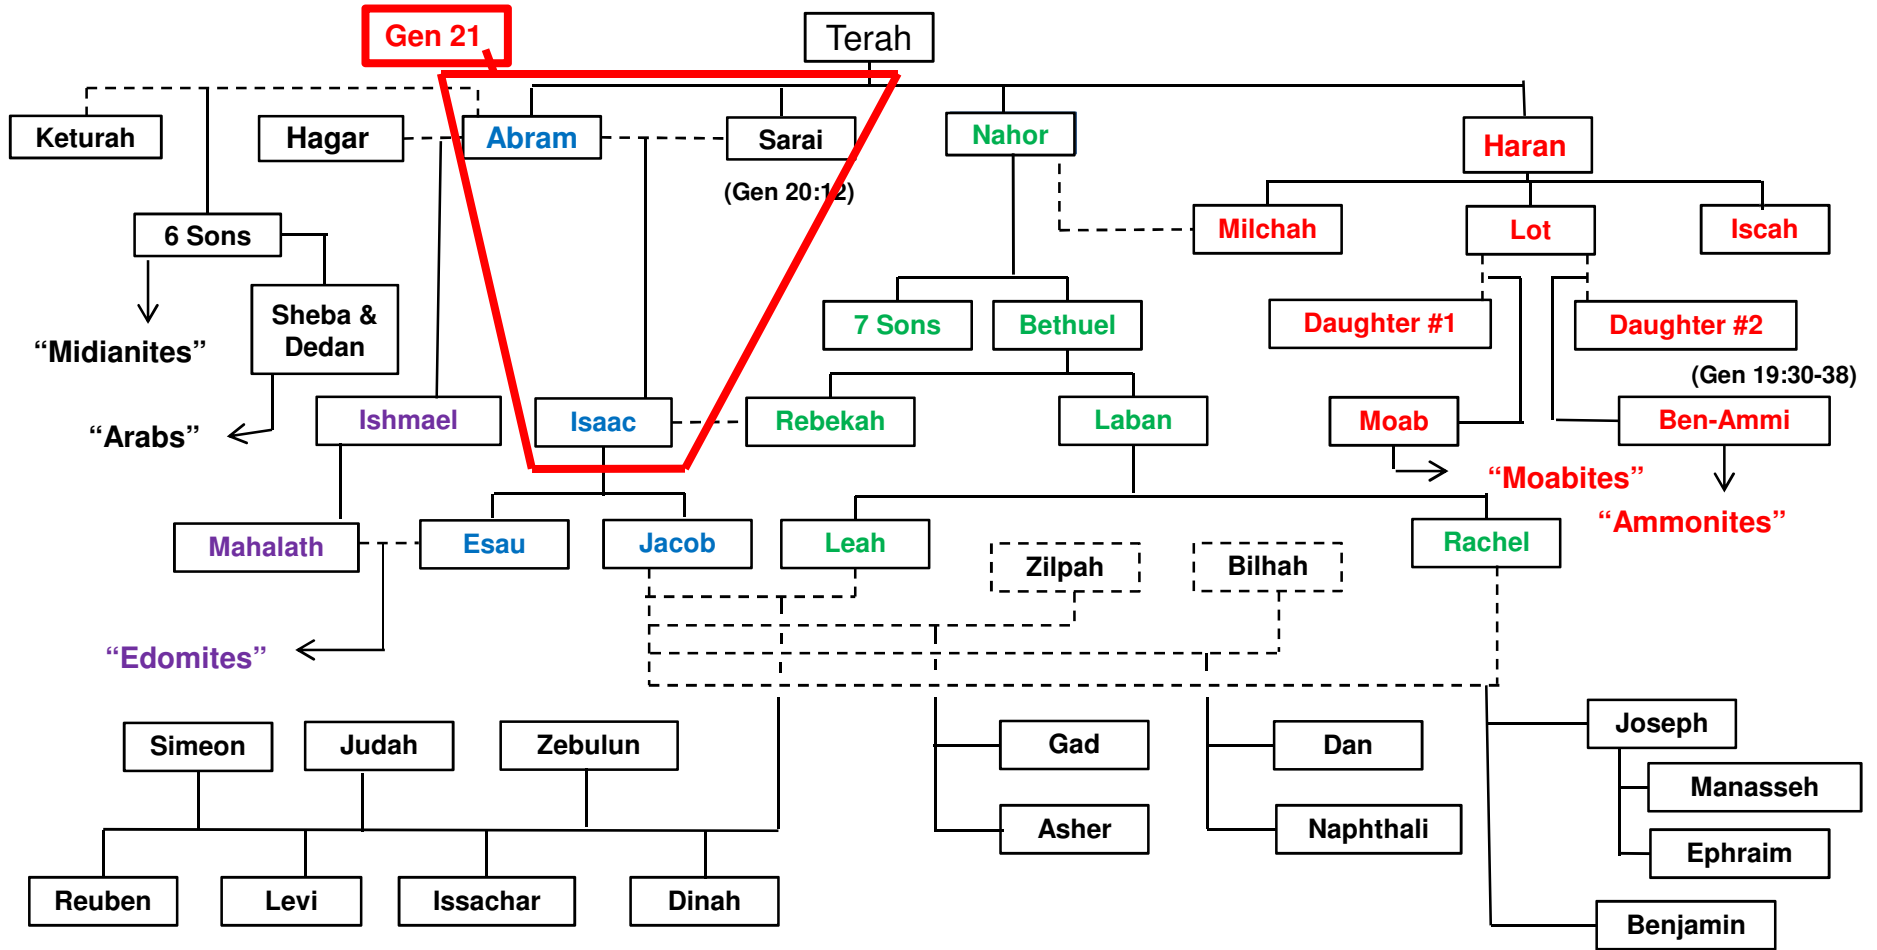 Gen 21
Terah
Keturah
Hagar
Abram
Sarai
Nahor
Haran
(Gen 20:12)
6 Sons
Milchah
Lot
Iscah
Sheba &
Dedan
7 Sons
Bethuel
Daughter #1
Daughter #2
“Midianites”
(Gen 19:30-38)
“Arabs”
Ishmael
Isaac
Rebekah
Laban
Moab
Ben-Ammi
“Moabites”
“Ammonites”
Mahalath
Esau
Jacob
Leah
Zilpah
Bilhah
Rachel
“Edomites”
Simeon
Judah
Zebulun
Gad
Dan
Joseph
Manasseh
Asher
Naphthali
Ephraim
Reuben
Levi
Issachar
Dinah
Benjamin